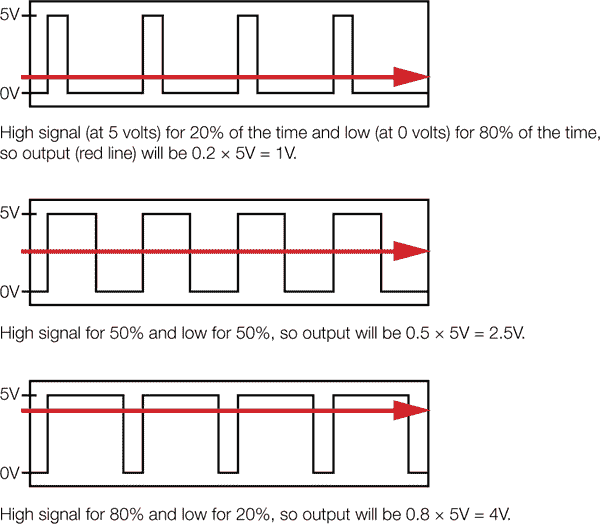 5V
0V
High signal (at 5 volts) for 20% of the time and low (at 0 volts) for 80% of the time,
so output (red line) will be 0.2 × 5V = 1V.
5V
0V
High signal for 50% and low for 50%, so output will be 0.5 × 5V = 2.5V.
5V
0V
High signal for 80% and low for 20%, so output will be 0.8 × 5V = 4V.